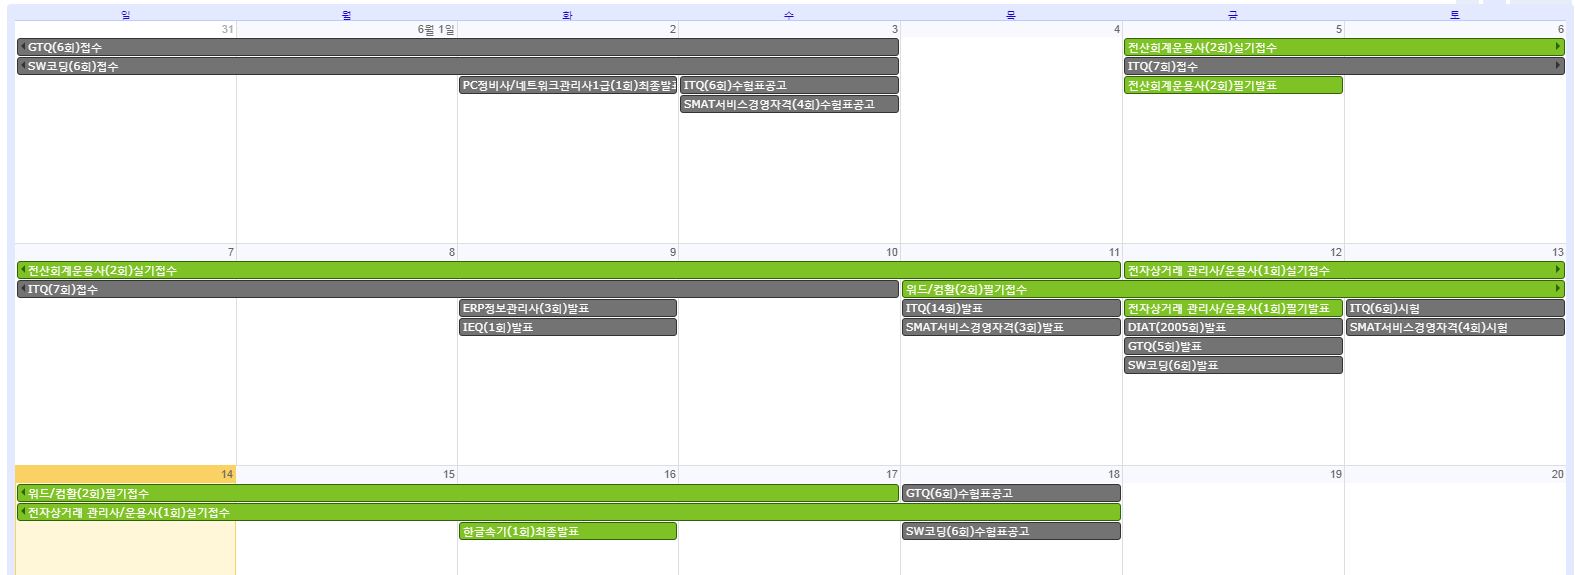 일 월 화 수 목 금 토
31 6월 1일 2 3 4 5 6
GTQ(6회)접수 전산회계운용사(2회)실기접수
SW코딩(6회)접수 ITQ(7회)접수
PC정비사/네트워크관리사1급(1회)최종발표 ITQ(6회)수험표공고 전산회계운용사(2회)필기발표
SMAT서비스경영자격(4회)수험표공고
7 8 9 10 11 12 13
전산회계운용사(2회)실기접수 전자상거래 관리사/운용사(1회)실기접수
ITQ(7회)접수 워드/컴활(2회)필기접수
ERP정보관리사(3회)발표 ITQ(14회)발표 전자상거래 관리사/운용사(1회)필기발표 ITQ(6회)시험
IEQ(1회)발표 SMAT서비스경영자격(3회)발표 DIAT(2005회)발표 SMAT서비스경영자격(4회)시험
GTQ(5회)발표
SW코딩(6회)발표
14 15 16 17 18 19 20
워드/컴활(2회)필기접수 GTQ(6회)수험표공고
전자상거래 관리사/운용사(1회)실기접수
한글속기(1회)최종발표 SW코딩(6회)수험표공고